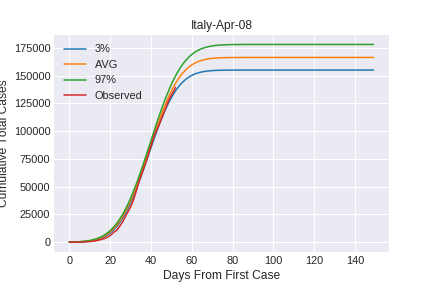 Italy-Apr-08
3%
AVG
97%
Observed
175000
150000
125000
100000
75000
50000
25000
0
Cumulative Total Cases
0 20 40 60 80 100 120 140
Days From First Case